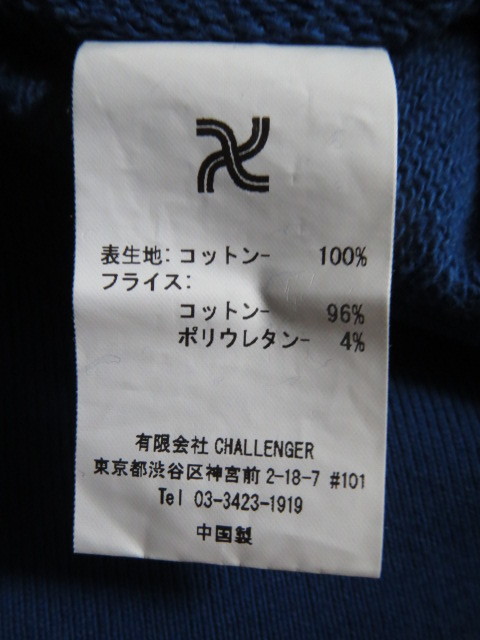 表生地: コットン- 100%
フライス:
コットン- 96%
ポリウレタン- 4%
有限会社 CHALLENGER
東京都渋谷区神宮前 2-18-7 #101
Tel 03-3423-1919
中国製